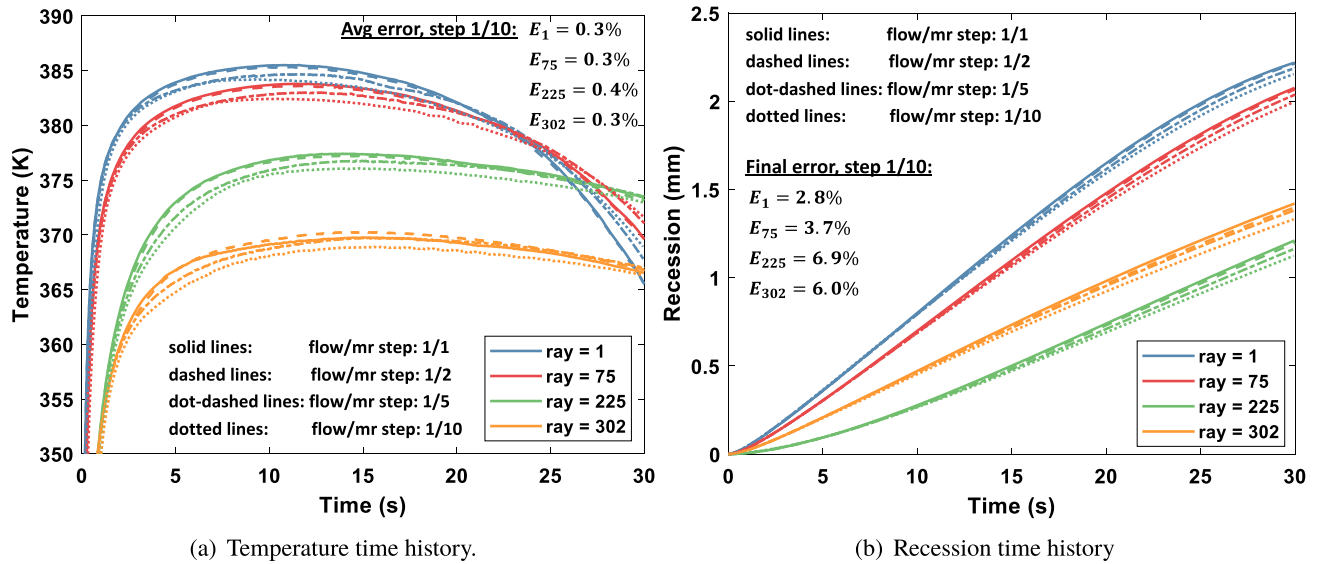 Avg error, step 1/10: E₁ = 0.3%
E₇₅ = 0.3%
E₂₂₅ = 0.4%
E₃₀₂ = 0.3%
390
385
380
375
370
365
360
355
350
Temperature (K)
solid lines: flow/mr step: 1/1
dashed lines: flow/mr step: 1/2
dot-dashed lines: flow/mr step: 1/5
dotted lines: flow/mr step: 1/10
ray = 1
ray = 75
ray = 225
ray = 302
0 5 10 15 20 25 30
Time (s)
(a) Temperature time history.
2.5
2
1.5
1
0.5
0
Recession (mm)
solid lines: flow/mr step: 1/1
dashed lines: flow/mr step: 1/2
dot-dashed lines: flow/mr step: 1/5
dotted lines: flow/mr step: 1/10
Final error, step 1/10:
E₁ = 2.8%
E₇₅ = 3.7%
E₂₂₅ = 6.9%
E₃₀₂ = 6.0%
ray = 1
ray = 75
ray = 225
ray = 302
0 5 10 15 20 25 30
Time (s)
(b) Recession time history